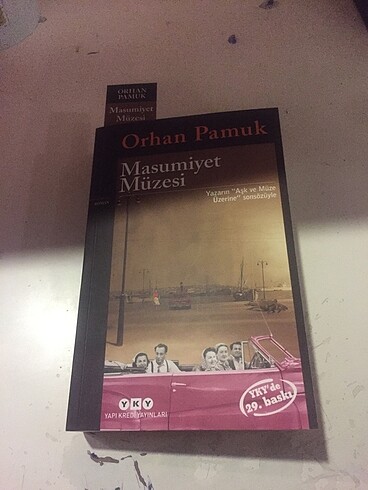 ORHAN
PAMUK
Masumiyet
Müzesi
Orhan Pamuk
Masumiyet
Müzesi
Yazarın "Aşk ve Müze
Üzerine" sonsözüyle
YKY
YAPI KREDİ YAYINLARI
YKY'de
29. baskı